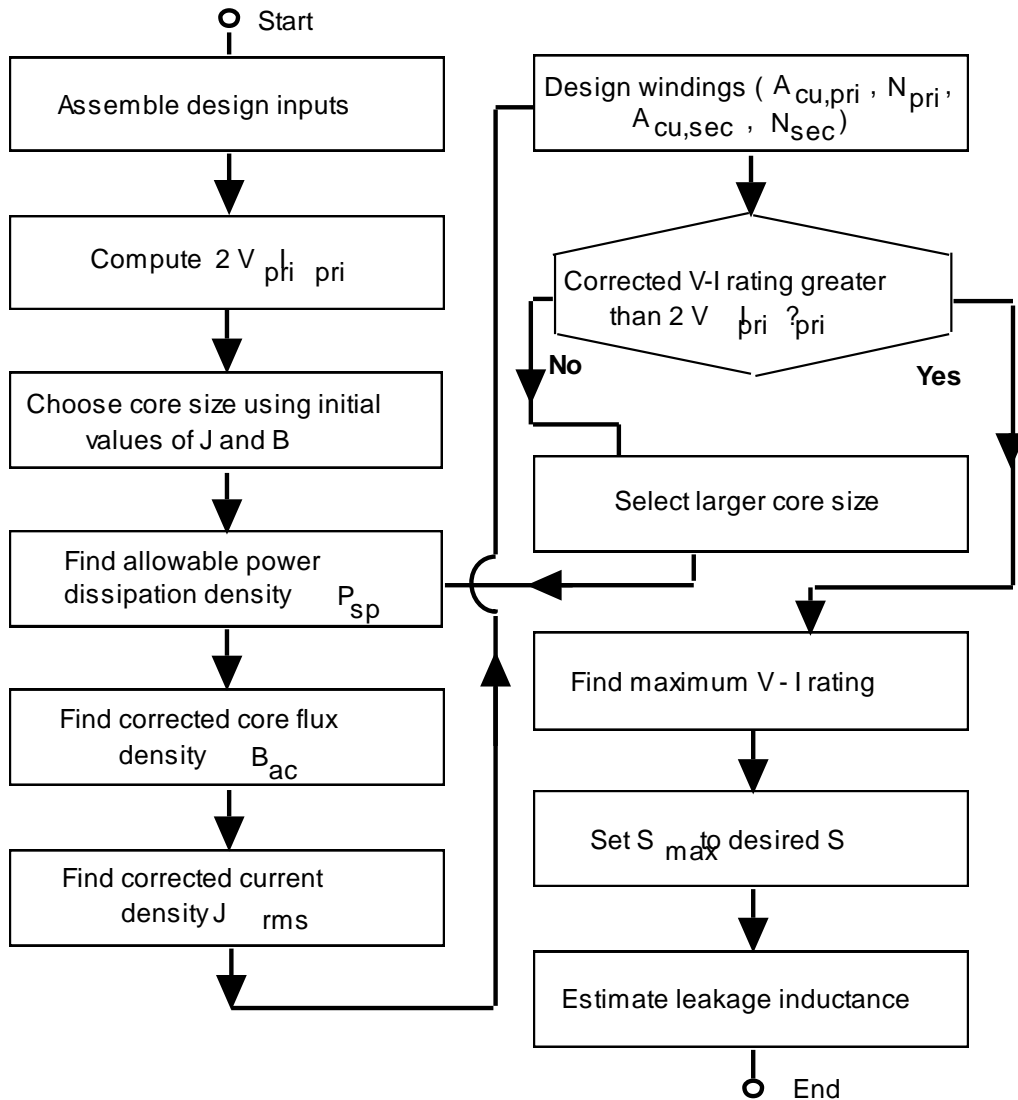 Start
Assemble design inputs
Compute 2 V pri I pri
Choose core size using initial
values of J and B
Find allowable power
dissipation density P sp
Find corrected core flux
density B ac
Find corrected current
density J rms
Design windings ( A cu,pri , N pri ,
A cu,sec , N sec )
Corrected V-I rating greater
than 2 V pri I pri ?
No
Yes
Select larger core size
Find maximum V - I rating
Set S max to desired S
Estimate leakage inductance
End